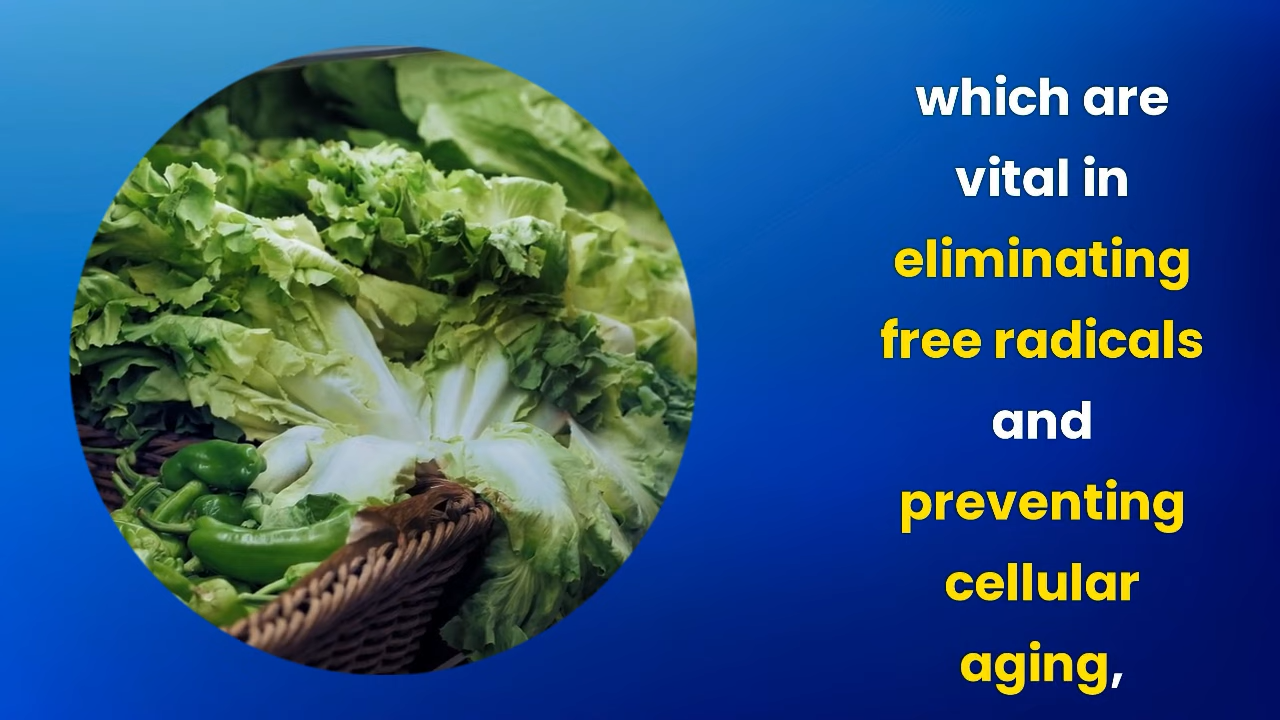 which are
vital in
eliminating
free radicals
and
preventing
cellular
aging,